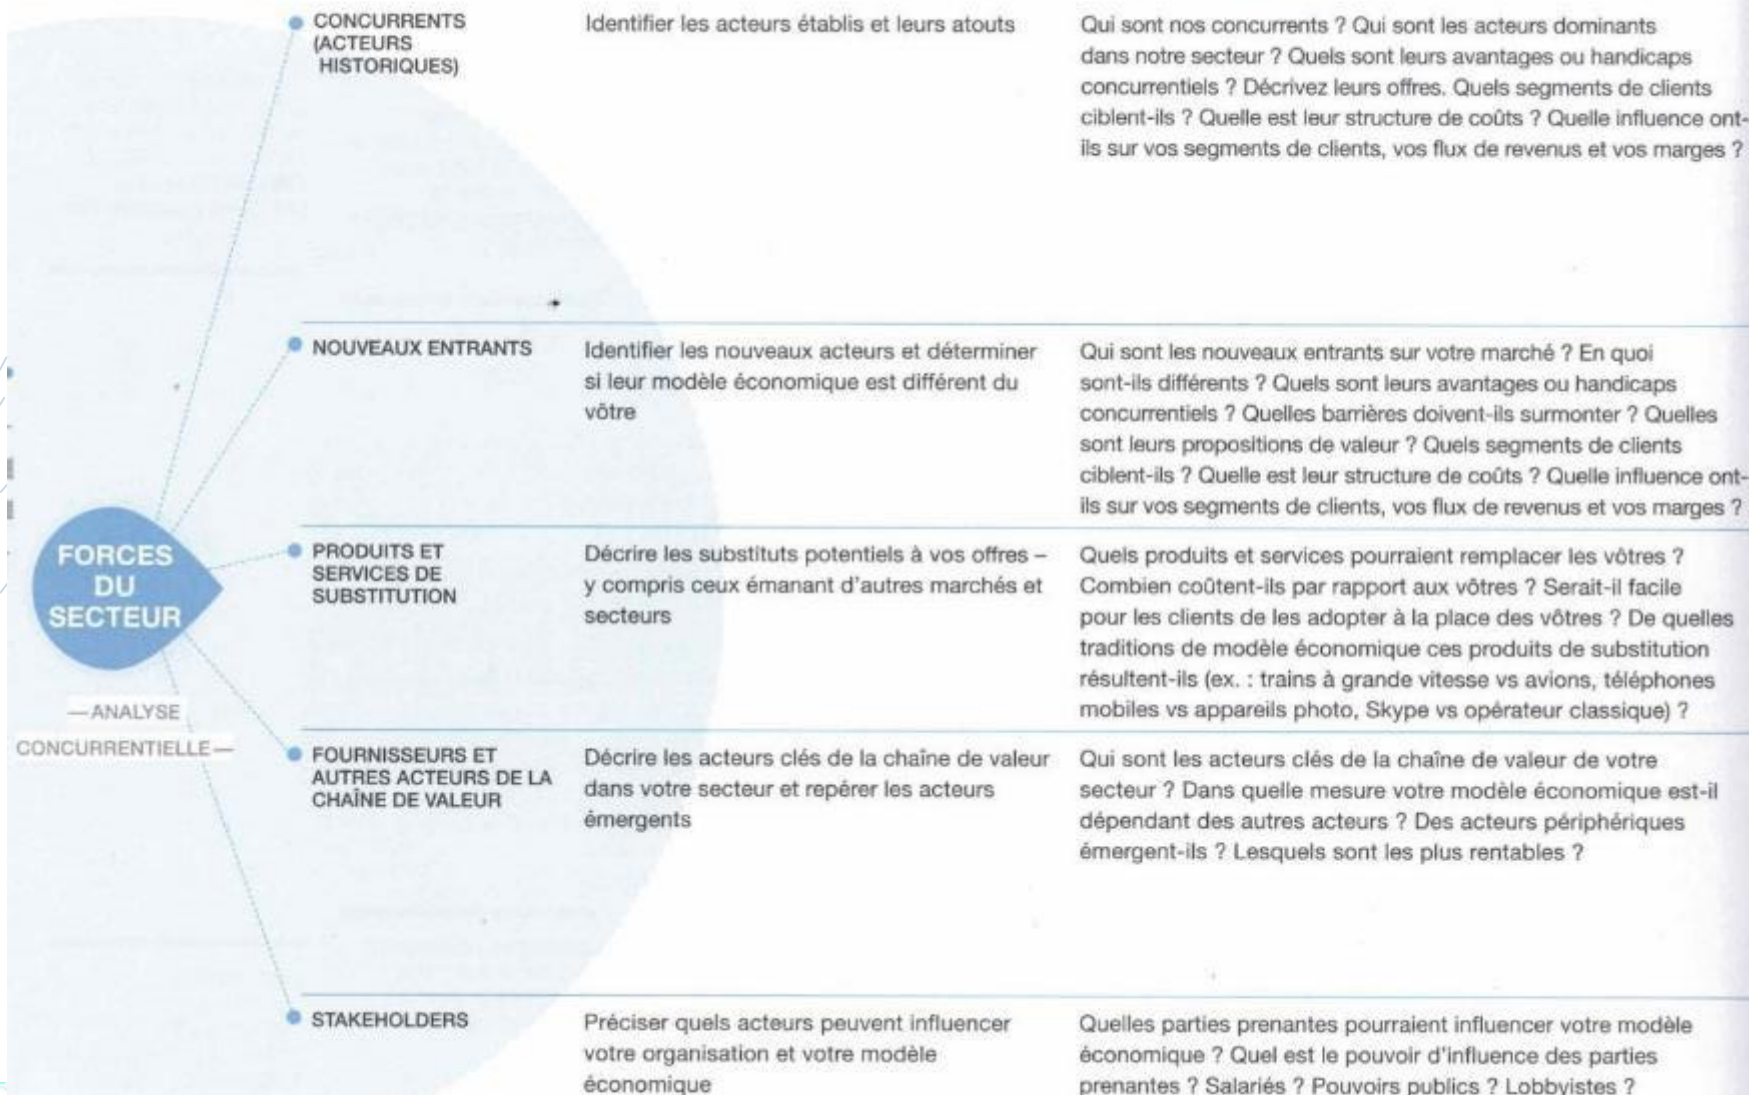 CONCURRENTS
(ACTEURS
HISTORIQUES)
Identifier les acteurs établis et leurs atouts
Qui sont nos concurrents ? Qui sont les acteurs dominants
dans notre secteur ? Quels sont leurs avantages ou handicaps
concurrentiels ? Décrivez leurs offres. Quels segments de clients
ciblent-ils ? Quelle est leur structure de coûts ? Quelle influence ont-
ils sur vos segments de clients, vos flux de revenus et vos marges ?
NOUVEAUX ENTRANTS
Identifier les nouveaux acteurs et déterminer
si leur modèle économique est différent du
vôtre
Qui sont les nouveaux entrants sur votre marché ? En quoi
sont-ils différents ? Quels sont leurs avantages ou handicaps
concurrentiels ? Quelles barrières doivent-ils surmonter ? Quelles
sont leurs propositions de valeur ? Quels segments de clients
ciblent-ils ? Quelle est leur structure de coûts ? Quelle influence ont-
ils sur vos segments de clients, vos flux de revenus et vos marges ?
FORCES
DU
SECTEUR
—ANALYSE
CONCURRENTIELLE—
PRODUITS ET
SERVICES DE
SUBSTITUTION
Décrire les substituts potentiels à vos offres –
y compris ceux émanant d'autres marchés et
secteurs
Quels produits et services pourraient remplacer les vôtres ?
Combien coûtent-ils par rapport aux vôtres ? Serait-il facile
pour les clients de les adopter à la place des vôtres ? De quelles
traditions de modèle économique ces produits de substitution
résultent-ils (ex. : trains à grande vitesse vs avions, téléphones
mobiles vs appareils photo, Skype vs opérateur classique) ?
FOURNISSEURS ET
AUTRES ACTEURS DE LA
CHAÎNE DE VALEUR
Décrire les acteurs clés de la chaîne de valeur
dans votre secteur et repérer les acteurs
émergents
Qui sont les acteurs clés de la chaîne de valeur de votre
secteur ? Dans quelle mesure votre modèle économique est-il
dépendant des autres acteurs ? Des acteurs périphériques
émergent-ils ? Lesquels sont les plus rentables ?
STAKEHOLDERS
Préciser quels acteurs peuvent influencer
votre organisation et votre modèle
économique
Quelles parties prenantes pourraient influencer votre modèle
économique ? Quel est le pouvoir d'influence des parties
prenantes ? Salariés ? Pouvoirs publics ? Lobbyistes ?